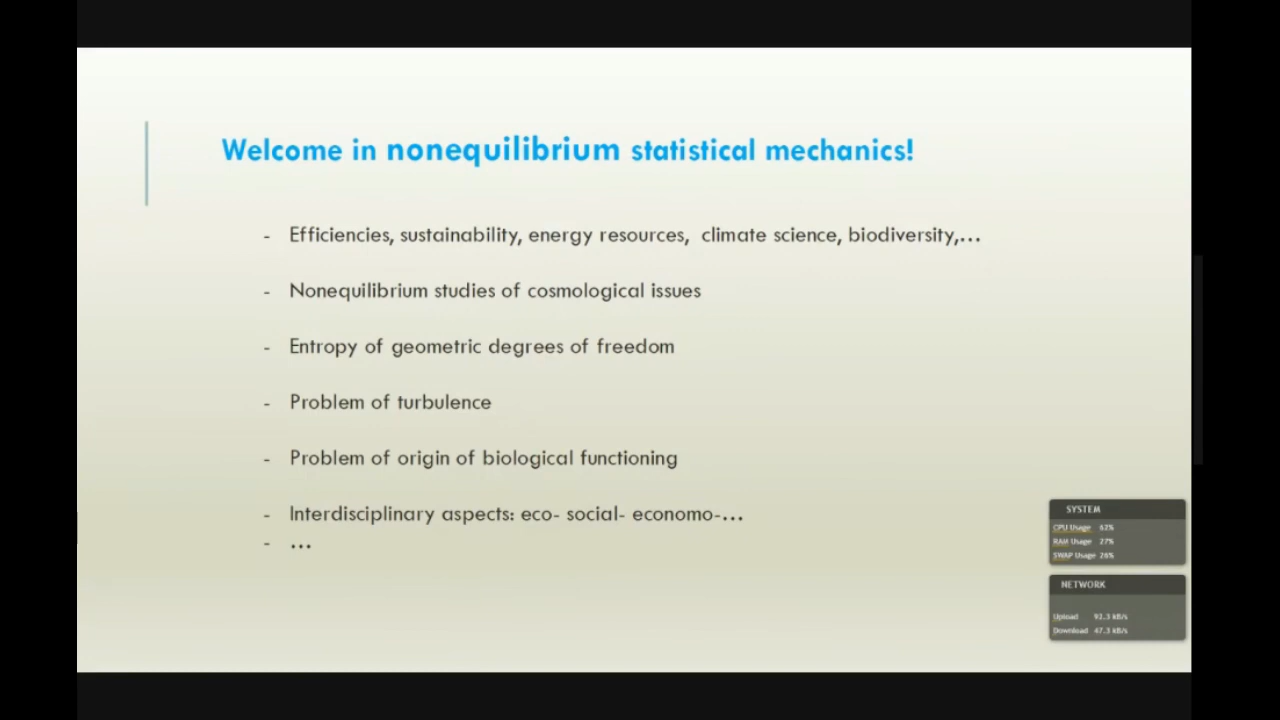 Welcome in nonequilibrium statistical mechanics!
- Efficiencies, sustainability, energy resources, climate science, biodiversity,...
- Nonequilibrium studies of cosmological issues
- Entropy of geometric degrees of freedom
- Problem of turbulence
- Problem of origin of biological functioning
- Interdisciplinary aspects: eco- social- economo-...
- ...
SYSTEM
CPU Usage 62%
RAM Usage 27%
SWAP Usage 26%
NETWORK
Upload 92.3 kB/s
Download 47.3 kB/s